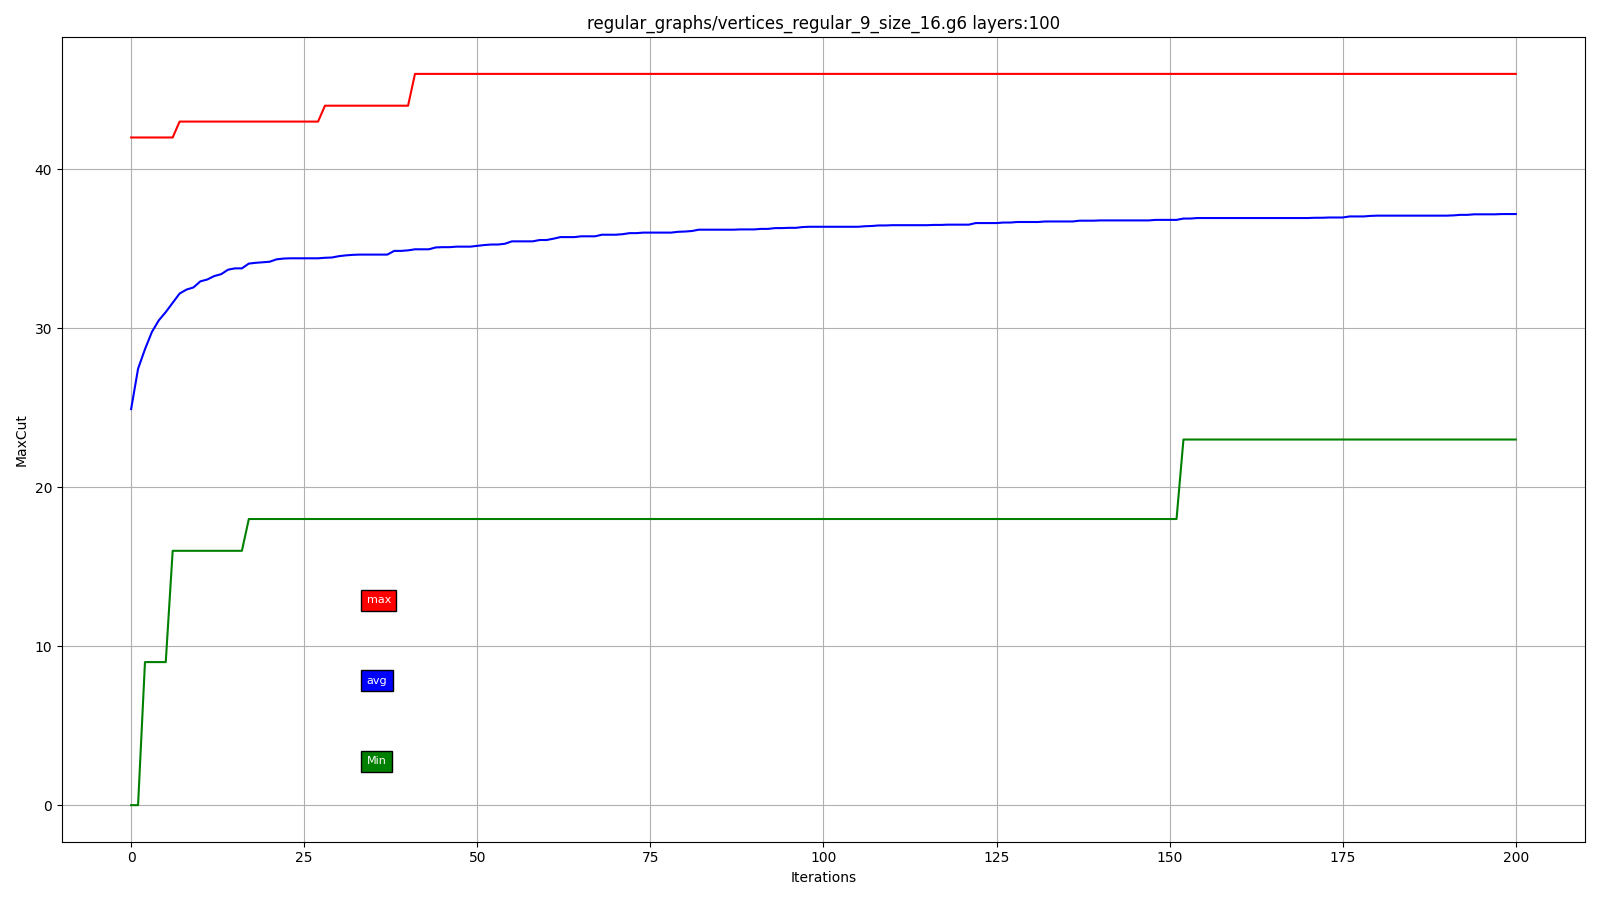 regular_graphs/vertices_regular_9_size_16.g6 layers:100
MaxCut
40
30
20
10
0
max
avg
Min
0 25 50 75 100 125 150 175 200
Iterations